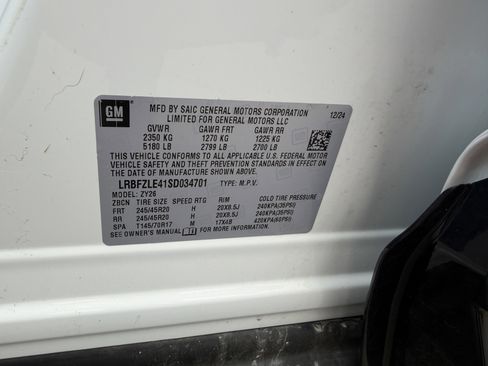 GM
MFD BY SAIC GENERAL MOTORS CORPORATION 12/24
LIMITED FOR GENERAL MOTORS LLC
GVWR GAWR FRT GAWR RR
2350 KG 1270 KG 1225 KG
5180 LB 2799 LB 2700 LB
THIS VEHICLE CONFORMS TO ALL APPLICABLE U.S. FEDERAL MOTOR
VEHICLE SAFETY AND THEFT PREVENTION STANDARDS IN EFFECT ON
THE DATE OF MANUFACTURE SHOWN ABOVE.
LRBFZLE41SD034701 TYPE: M.P.V.
MODEL: ZY26
ZBCN TIRE SIZE SPEED RTG RIM COLD TIRE PRESSURE
FRT 245/45R20 H 20X8.5J 240KPA(35PSI)
RR 245/45R20 H 20X8.5J 240KPA(35PSI)
SPA T145/70R17 M 17X4B 420KPA(60PSI)
SEE OWNER'S MANUAL FOR MORE INFORMATION.